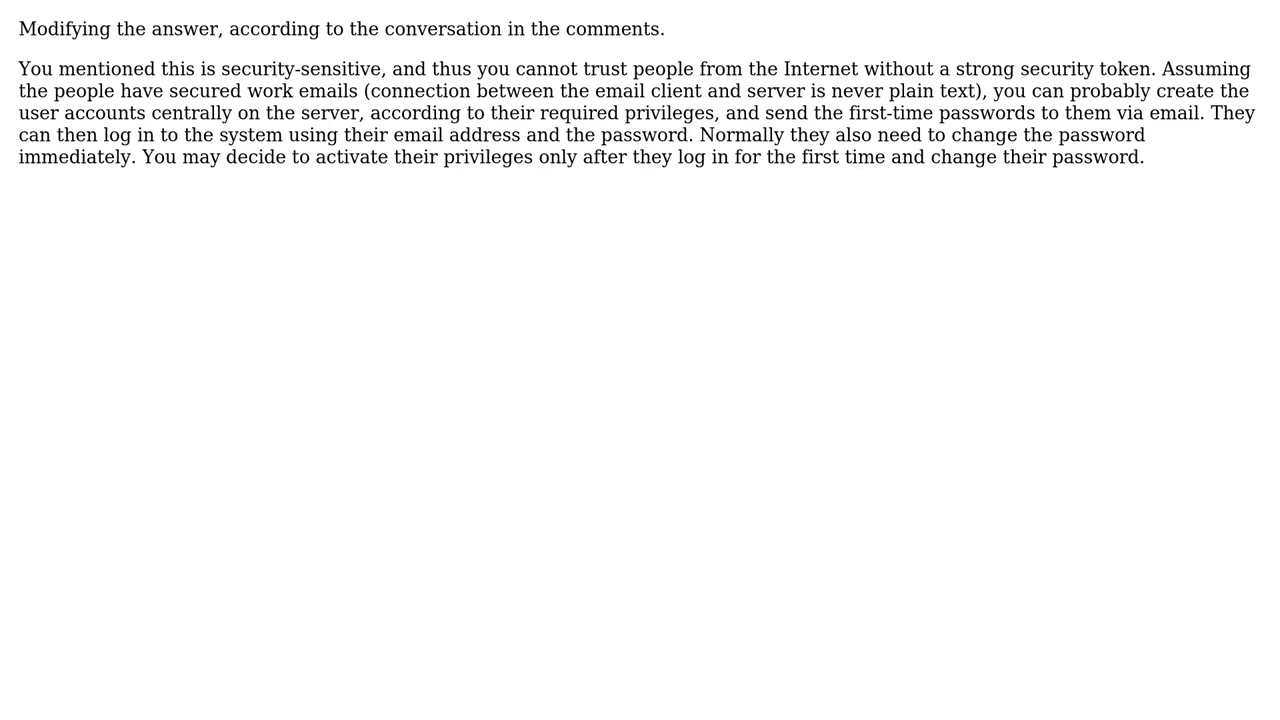 Modifying the answer, according to the conversation in the comments.
You mentioned this is security-sensitive, and thus you cannot trust people from the Internet without a strong security token. Assuming
the people have secured work emails (connection between the email client and server is never plain text), you can probably create the
user accounts centrally on the server, according to their required privileges, and send the first-time passwords to them via email. They
can then log in to the system using their email address and the password. Normally they also need to change the password
immediately. You may decide to activate their privileges only after they log in for the first time and change their password.